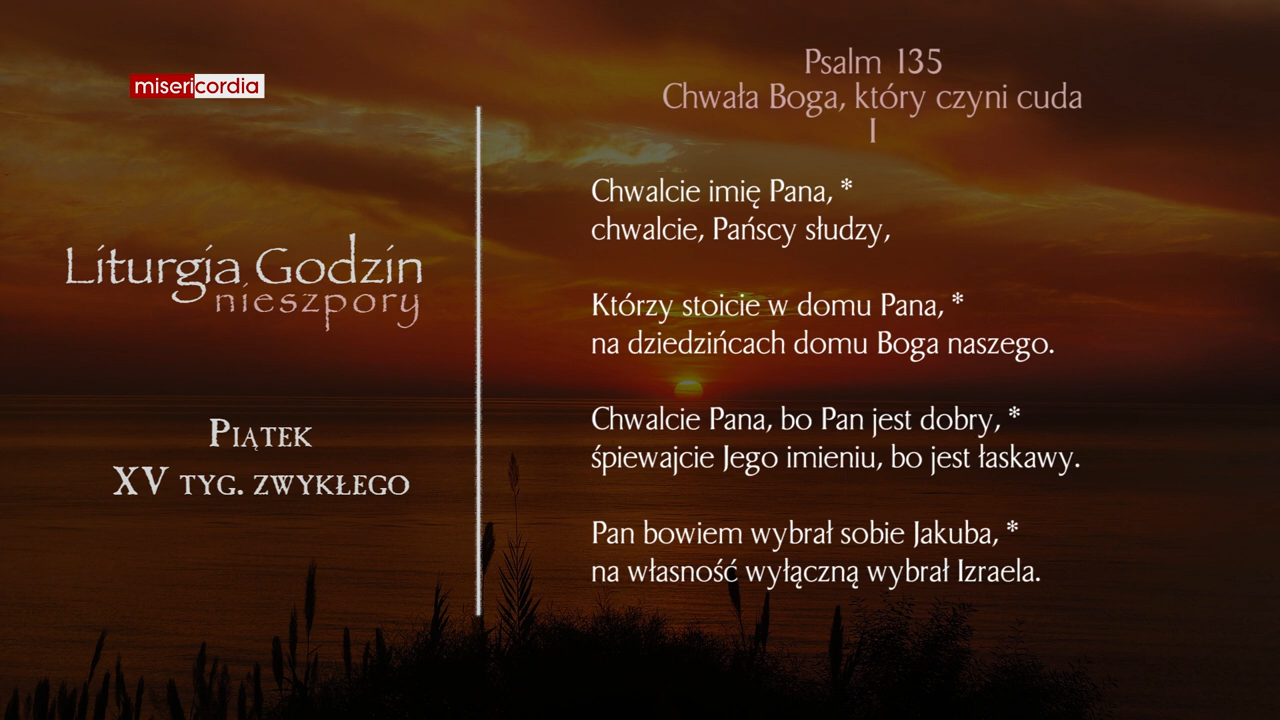 misericordia
Liturgia Godzin
nieszpory
Piątek
XV tyg. zwykłego
Psalm 135
Chwała Boga, który czyni cuda
I
Chwalcie imię Pana, *
chwalcie, Pańscy słudzy,
Którzy stoicie w domu Pana, *
na dziedzińcach domu Boga naszego.
Chwalcie Pana, bo Pan jest dobry, *
śpiewajcie Jego imieniu, bo jest łaskawy.
Pan bowiem wybrał sobie Jakuba, *
na własność wyłączną wybrał Izraela.